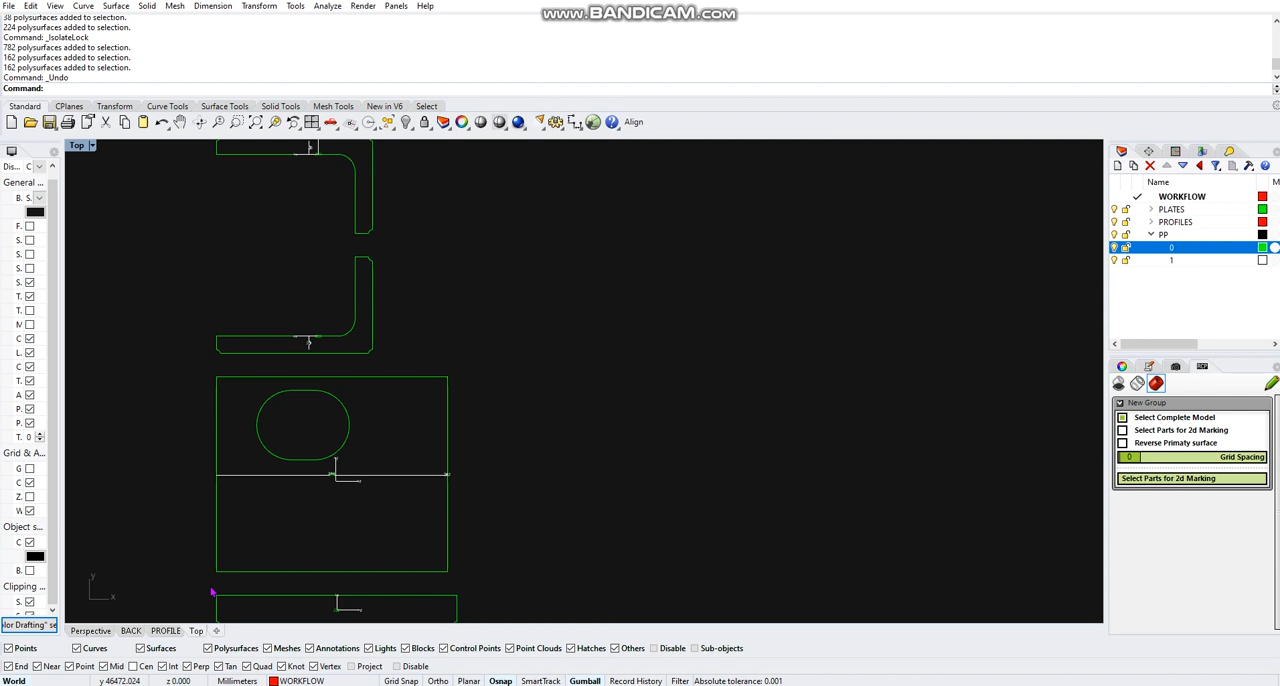 File Edit View Curve Surface Solid Mesh Dimension Transform Tools Analyze Render Panels Help
www.BANDICAM.com
38 polysurfaces added to selection.
224 polysurfaces added to selection.
Command: _IsolateLock
782 polysurfaces added to selection.
162 polysurfaces added to selection.
162 polysurfaces added to selection.
Command: _Undo
Command:
Standard CPlanes Transform Curve Tools Surface Tools Solid Tools Mesh Tools New in V6 Select
Align
Top
Dis... C
General ...
B. S.
F.
S.
S.
S.
S.
T.
T.
M
C
L.
C
T.
A
P.
P.
T. 0
Grid & A
G
C
Z.
W
Object s
C
B.
Clipping
S.
olor Drafting" se
Name M
WORKFLOW
PLATES
PROFILES
PP
0
1
New Group
Select Complete Model
Select Parts for 2d Marking
Reverse Primaty surface
0 Grid Spacing
Select Parts for 2d Marking
y
x
Perspective BACK PROFILE Top
Points Curves Surfaces Polysurfaces Meshes Annotations Lights Blocks Control Points Point Clouds Hatches Others Disable Sub-objects
End Near Point Mid Cen Int Perp Tan Quad Knot Vertex Project Disable
World y 46472.024 z 0.000 Millimeters WORKFLOW Grid Snap Ortho Planar Osnap SmartTrack Gumball Record History Filter Absolute tolerance: 0.001